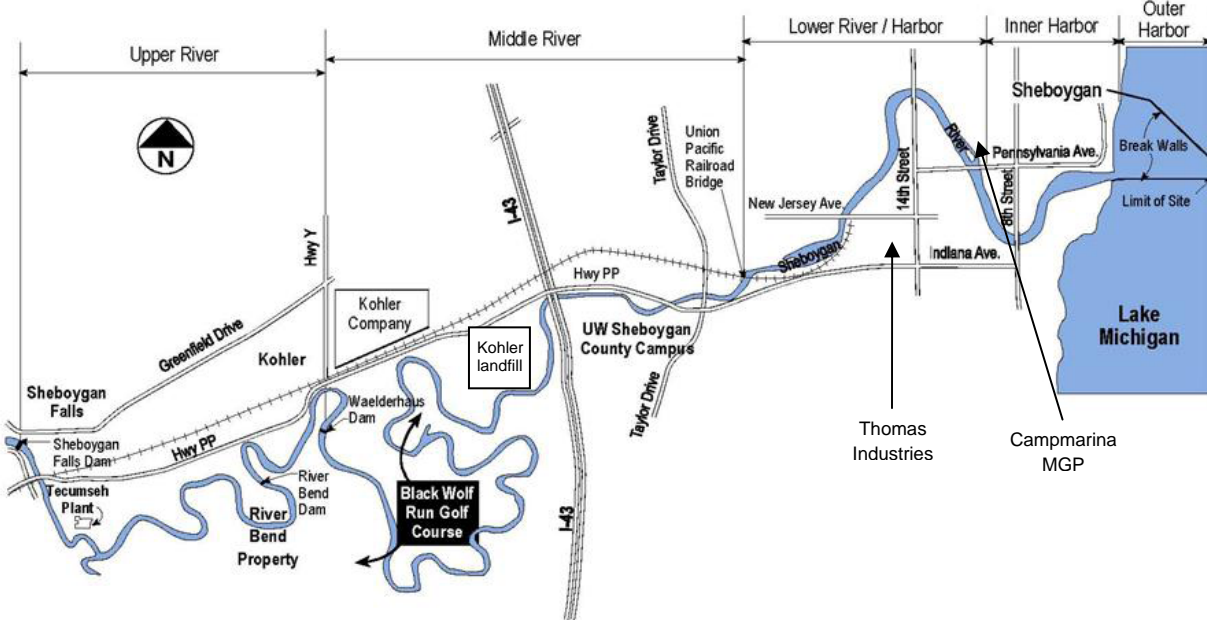 Upper River
Middle River
Lower River / Harbor
Inner Harbor
Outer
Harbor
N
Hwy Y
I-43
Taylor Drive
Union
Pacific
Railroad
Bridge
14th Street
River
8th Street
Pennsylvania Ave.
Sheboygan
Break Walls
Limit of Site
New Jersey Ave.
Sheboygan
Indiana Ave.
Hwy PP
Kohler
Company
Greenfield Drive
Kohler
Kohler
landfill
UW Sheboygan
County Campus
Lake
Michigan
Sheboygan
Falls
Waelderhaus
Dam
Taylor Drive
Thomas
Industries
Campmarina
MGP
Sheboygan
Falls Dam
Hwy PP
Tecumseh
Plant
River
Bend
Dam
River
Bend
Property
Black Wolf
Run Golf
Course
I-43